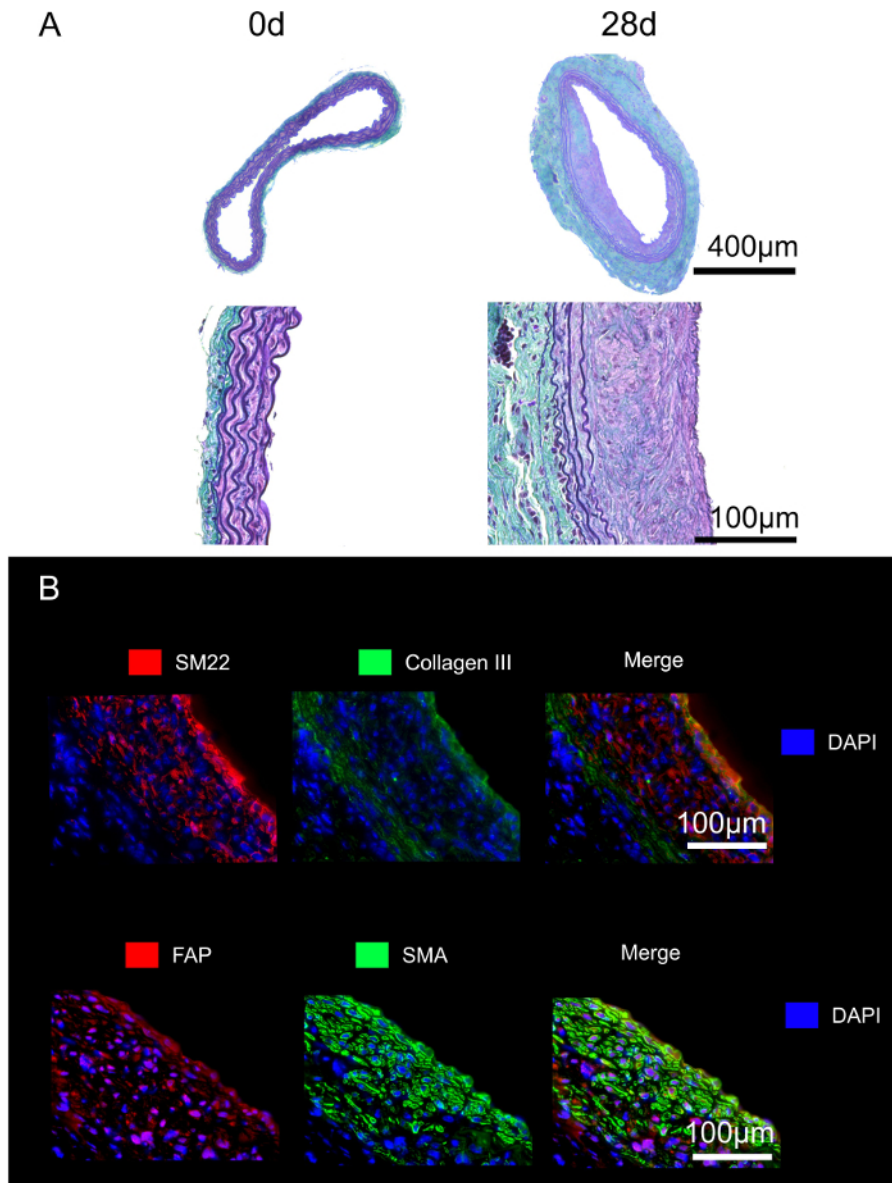 A
0d
28d
400μm
100μm
B
SM22
Collagen III
Merge
DAPI
100μm
FAP
SMA
Merge
DAPI
100μm